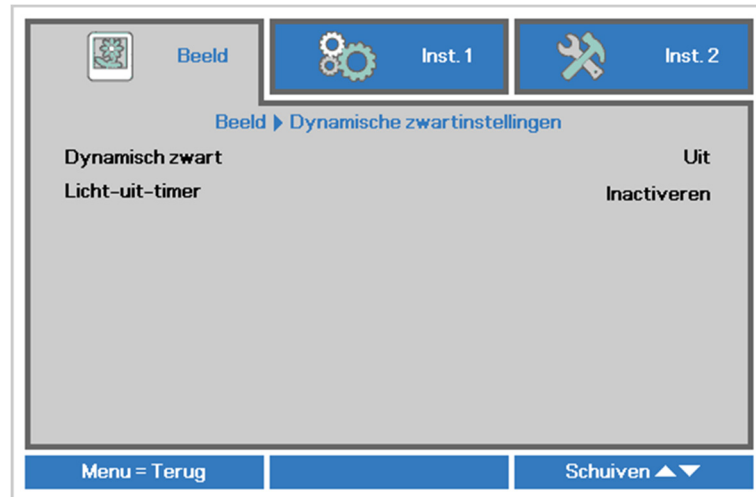 Beeld
Inst. 1
Inst. 2
Beeld Dynamische zwartinstellingen
Dynamisch zwart Uit
Licht-uit-timer Inactiveren
Menu = Terug
Schuiven